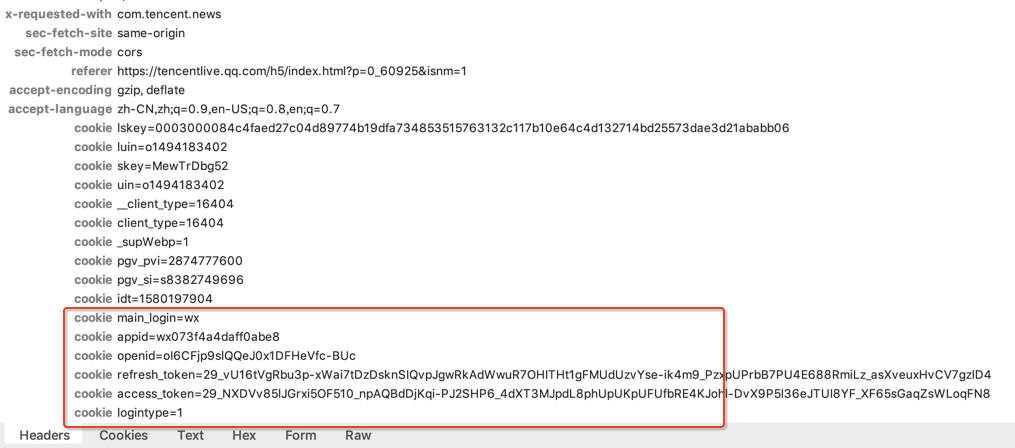 x-requested-with com.tencent.news
sec-fetch-site same-origin
sec-fetch-mode cors
referer https://tencentlive.qq.com/h5/index.html?p=0_60925&isnm=1
accept-encoding gzip, deflate
accept-language zh-CN,zh;q=0.9,en-US;q=0.8,en;q=0.7
cookie lskey=0003000084c4faed27c04d89774b19dfa734853515763132c117b10e64c4d132714bd25573dae3d21ababb06
cookie luin=o1494183402
cookie skey=MewTrDbg52
cookie uin=o1494183402
cookie __client_type=16404
cookie client_type=16404
cookie _supWebp=1
cookie pgv_pvi=2874777600
cookie pgv_si=s8382749696
cookie idt=1580197904
cookie main_login=wx
cookie appid=wx073f4a4daff0abe8
cookie openid=oI6CFjp9sIQQeJ0x1DFHeVfc-BUc
cookie refresh_token=29_vU16tVgRbu3p-xWai7tDzDsknSIQvpJgwRkAdWwuR7OHlTHt1gFMUdUzvYse-ik4m9_PzxpUPrbB7PU4E688RmiLz_asXveuxHvCV7gzlD4
cookie access_token=29_NXDVv85lJGrxi5OF510_npAQBdDjKqi-PJ2SHP6_4dXT3MJpdL8phUpUKpUFUfbRE4KJohl-DvX9P5l36eJTUI8YF_XF65sGaqZsWLoqFN8
cookie logintype=1
Headers Cookies Text Hex Form Raw